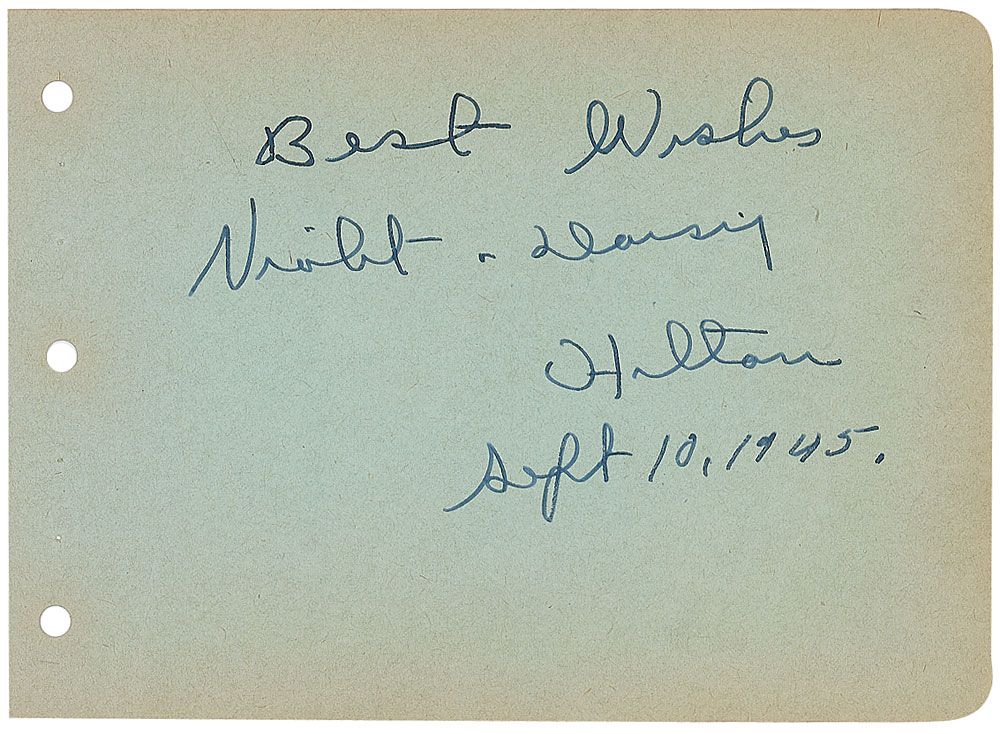 Best Wishes
Violet - Daisy
Hilton
Sept 10, 1945.